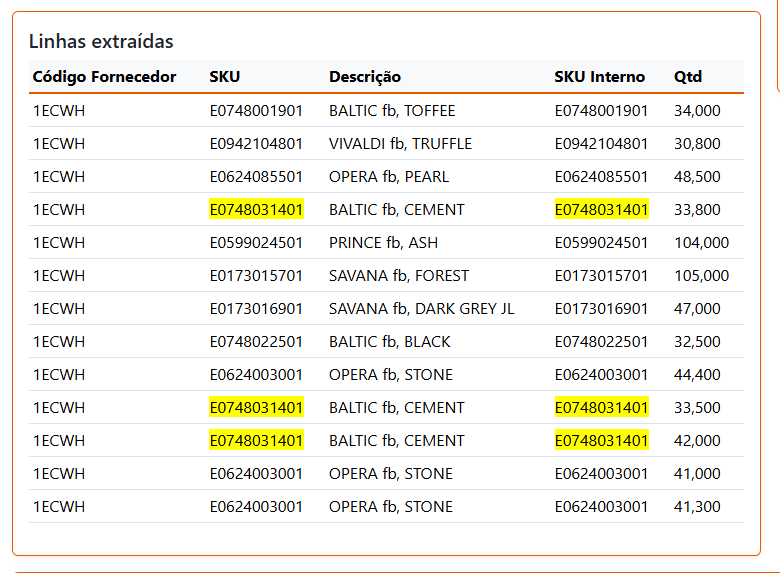 Linhas extraídas
Código Fornecedor SKU Descrição SKU Interno Qtd
1ECWH E0748001901 BALTIC fb, TOFFEE E0748001901 34,000
1ECWH E0942104801 VIVALDI fb, TRUFFLE E0942104801 30,800
1ECWH E0624085501 OPERA fb, PEARL E0624085501 48,500
1ECWH E0748031401 BALTIC fb, CEMENT E0748031401 33,800
1ECWH E0599024501 PRINCE fb, ASH E0599024501 104,000
1ECWH E0173015701 SAVANA fb, FOREST E0173015701 105,000
1ECWH E0173016901 SAVANA fb, DARK GREY JL E0173016901 47,000
1ECWH E0748022501 BALTIC fb, BLACK E0748022501 32,500
1ECWH E0624003001 OPERA fb, STONE E0624003001 44,400
1ECWH E0748031401 BALTIC fb, CEMENT E0748031401 33,500
1ECWH E0748031401 BALTIC fb, CEMENT E0748031401 42,000
1ECWH E0624003001 OPERA fb, STONE E0624003001 41,000
1ECWH E0624003001 OPERA fb, STONE E0624003001 41,300